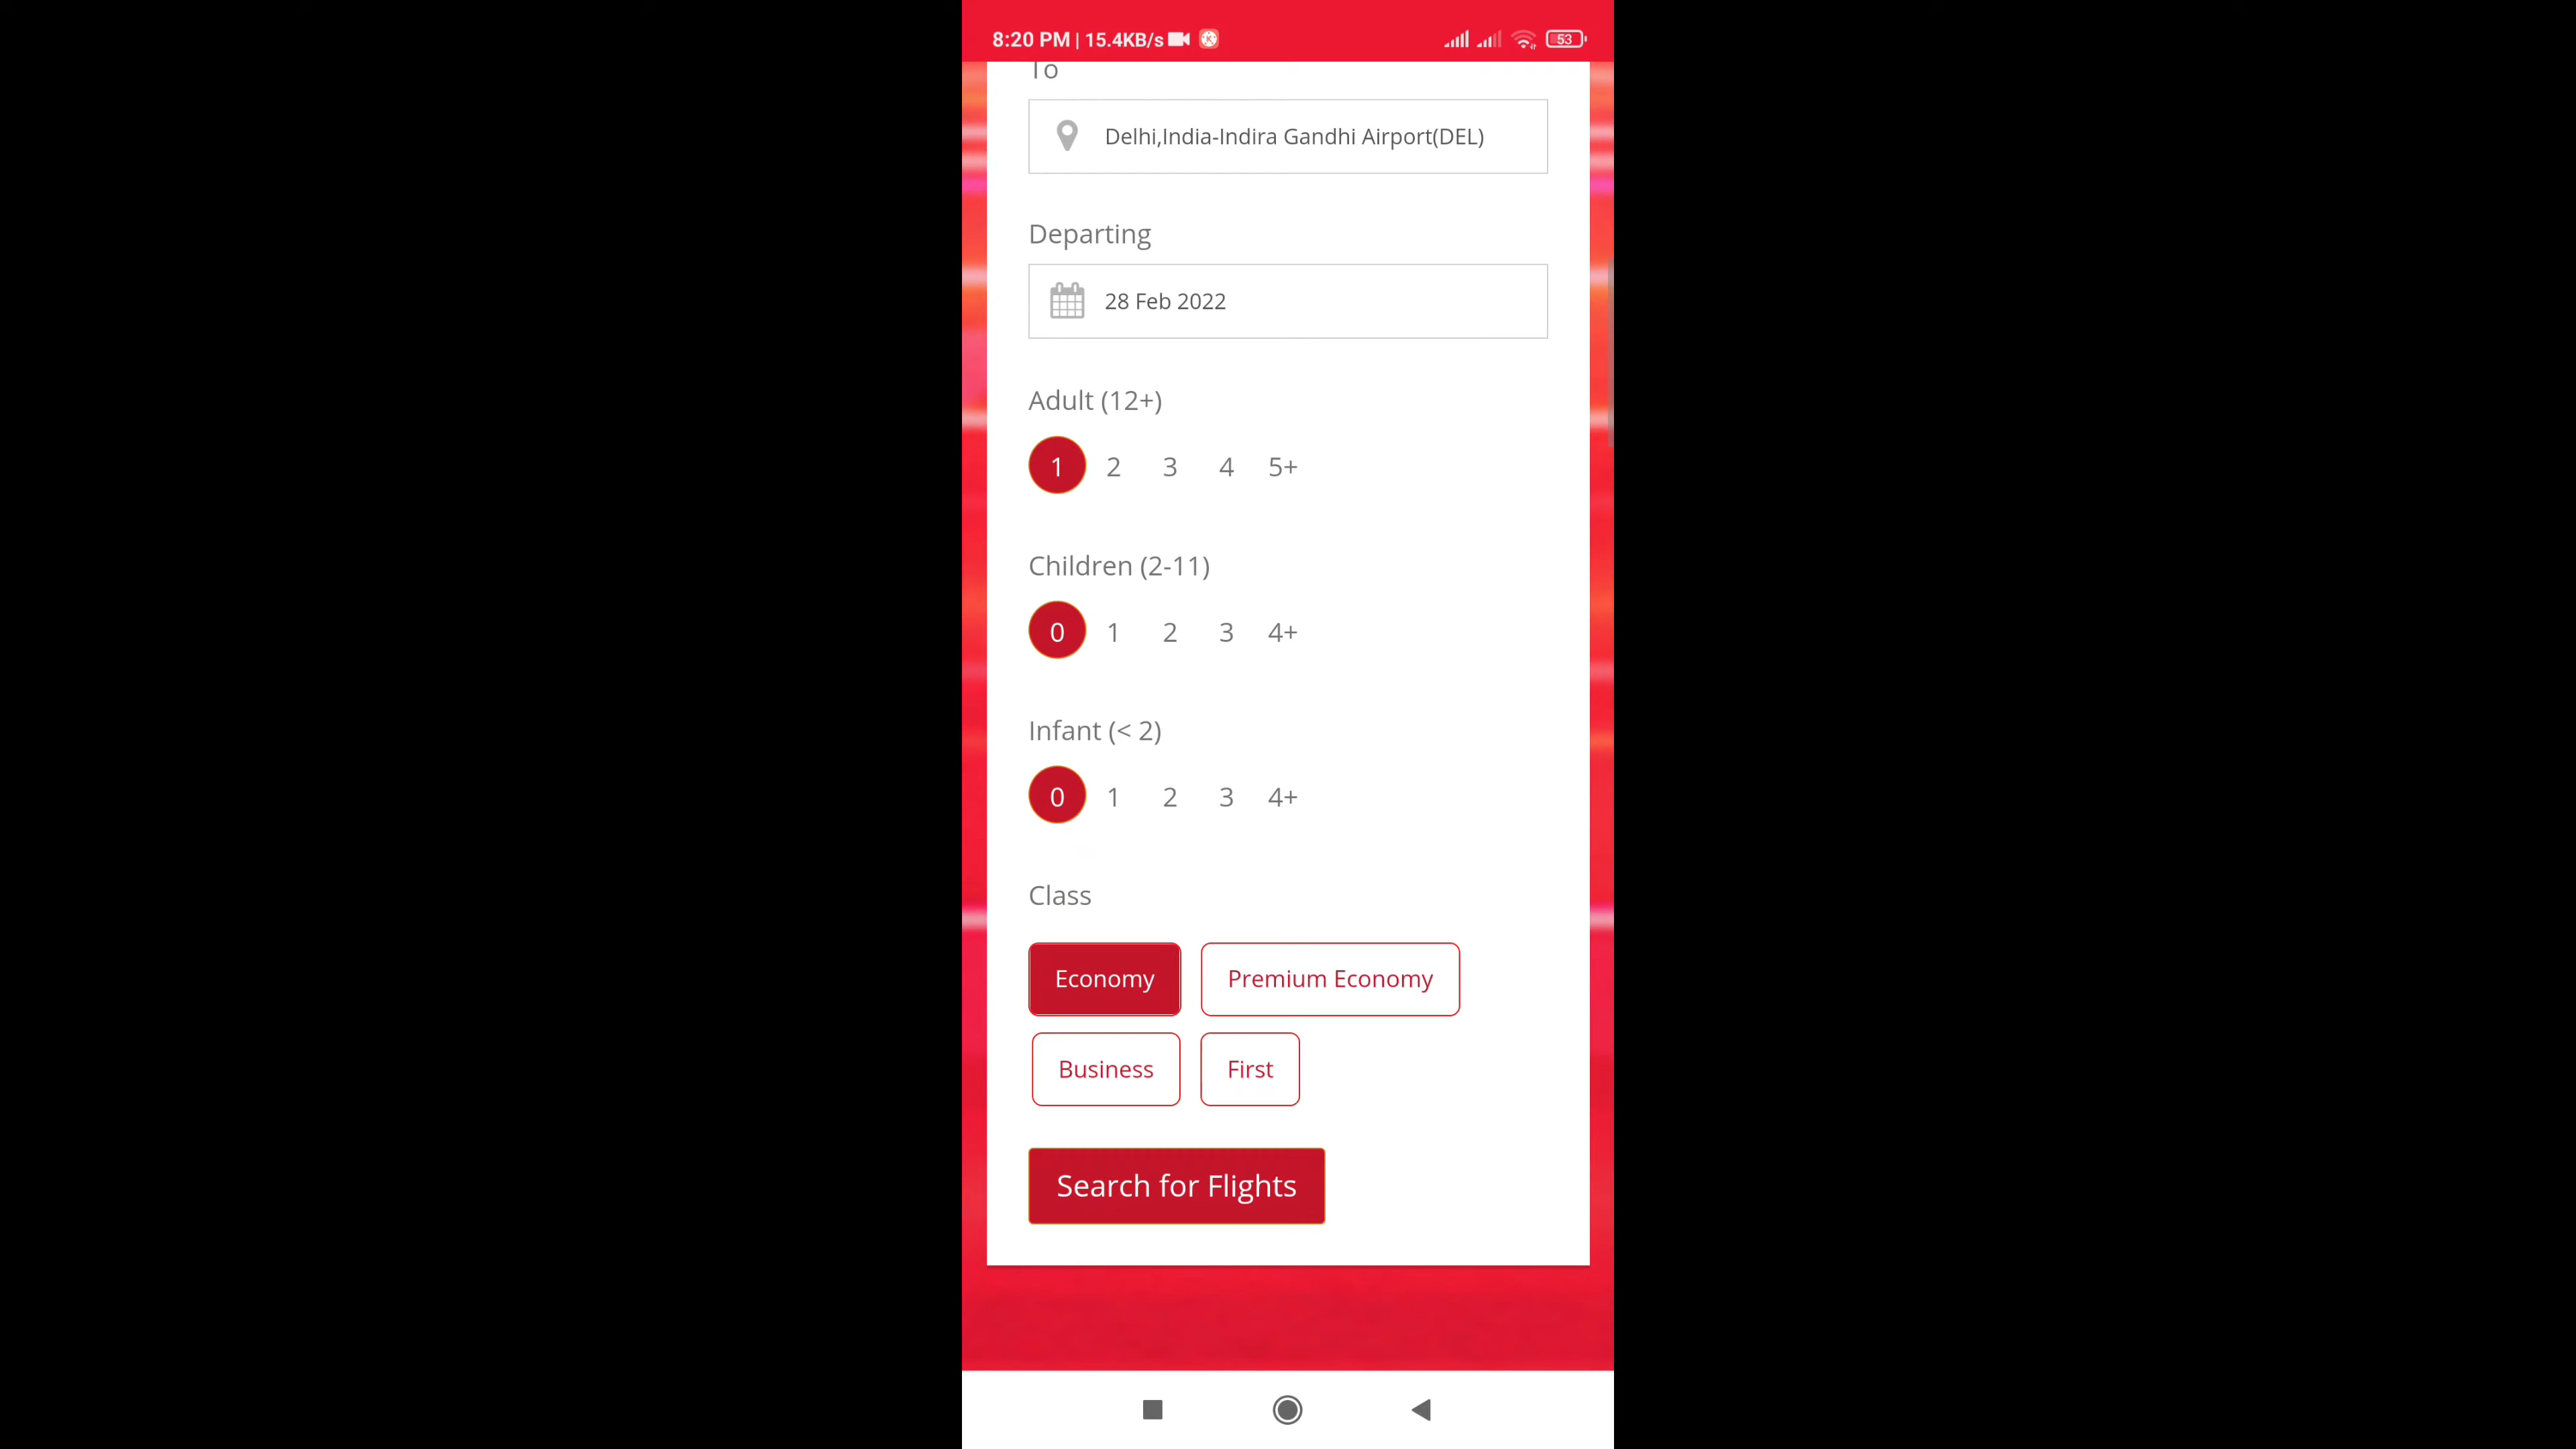 8:20 PM | 15.4KB/s 53
To
Delhi,India-Indira Gandhi Airport(DEL)
Departing
28 Feb 2022
Adult (12+)
1 2 3 4 5+
Children (2-11)
0 1 2 3 4+
Infant (< 2)
0 1 2 3 4+
Class
Economy Premium Economy
Business First
Search for Flights